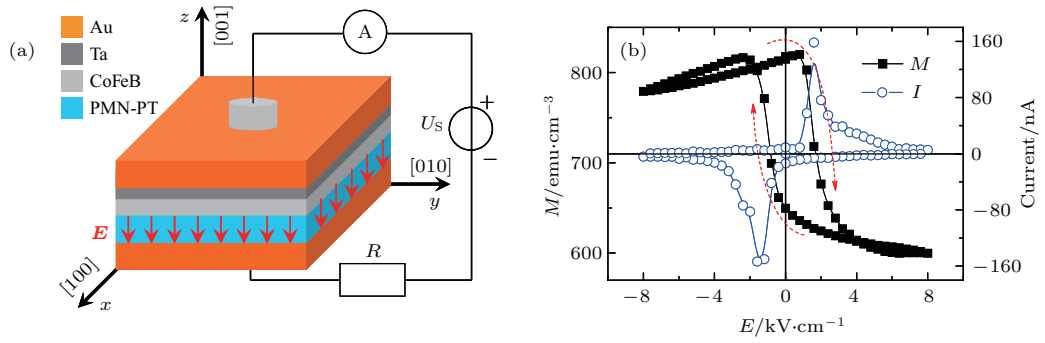 (a)
Au
Ta
CoFeB
PMN-PT
z
[001]
A
+
U_S
−
[010]
y
E
[100]
x
R
(b)
M
I
800
700
600
M/emu·cm⁻³
160
80
0
−80
−160
Current/nA
−8 −4 0 4 8
E/kV·cm⁻¹